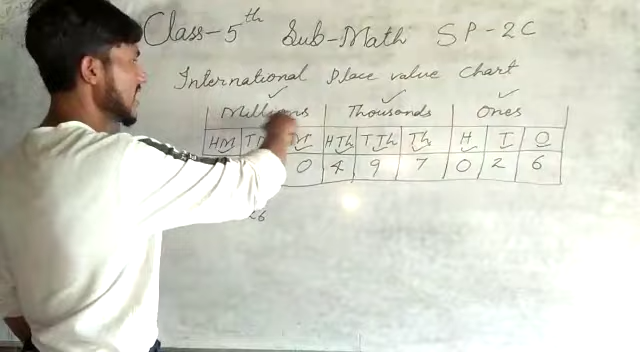 Class-5th Sub-Math SP-2C
International Place value Chart
Millions Thousands Ones
HM TM M HTh TTh Th H T O
0 4 9 7 0 2 6
26